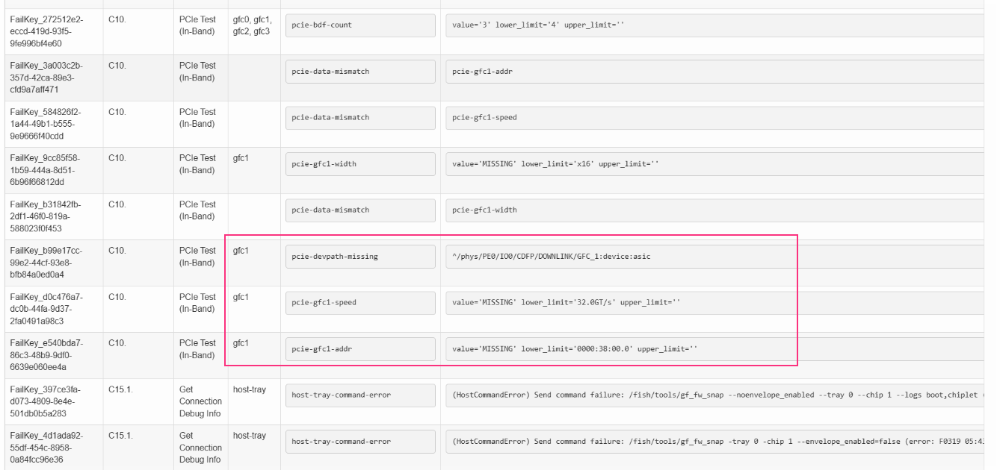 FailKey_272512e2-
eccd-419d-93f5-
9fe996bf4e60
C10.
PCIe Test
(In-Band)
gfc0, gfc1,
gfc2, gfc3
pcie-bdf-count
value='3' lower_limit='4' upper_limit=''
FailKey_3a003c2b-
357d-42ca-89e3-
cfd9a7aff471
C10.
PCIe Test
(In-Band)
pcie-data-mismatch
pcie-gfc1-addr
FailKey_584826f2-
1a44-49b1-b555-
9e9666f40cdd
C10.
PCIe Test
(In-Band)
pcie-data-mismatch
pcie-gfc1-speed
FailKey_9cc85f58-
1b59-444a-8d51-
6b96f66812dd
C10.
PCIe Test
(In-Band)
gfc1
pcie-gfc1-width
value='MISSING' lower_limit='x16' upper_limit=''
FailKey_b31842fb-
2df1-46f0-819a-
588023f0f453
C10.
PCIe Test
(In-Band)
pcie-data-mismatch
pcie-gfc1-width
FailKey_b99e17cc-
99e2-44cf-93e8-
bfb84a0ed0a4
C10.
PCIe Test
(In-Band)
gfc1
pcie-devpath-missing
^/phys/PE0/IO0/CDFP/DOWNLINK/GFC_1:device:asic
FailKey_d0c476a7-
dc0b-44fa-9d37-
2fa0491a98c3
C10.
PCIe Test
(In-Band)
gfc1
pcie-gfc1-speed
value='MISSING' lower_limit='32.0GT/s' upper_limit=''
FailKey_e540bda7-
86c3-48b9-9df0-
6639e060ee4a
C10.
PCIe Test
(In-Band)
gfc1
pcie-gfc1-addr
value='MISSING' lower_limit='0000:38:00.0' upper_limit=''
FailKey_397ce3fa-
d073-4809-8e4e-
501db0b5a283
C15.1.
Get
Connection
Debug Info
host-tray
host-tray-command-error
(HostCommandError) Send command failure: /fish/tools/gf_fw_snap --noenvelope_enabled --tray 0 --chip 1 --logs boot,chiplet
FailKey_4d1ada92-
55df-454c-8958-
0a84fcc96e36
C15.1.
Get
Connection
Debug Info
host-tray
host-tray-command-error
(HostCommandError) Send command failure: /fish/tools/gf_fw_snap -tray 0 -chip 1 --envelope_enabled=false (error: F0319